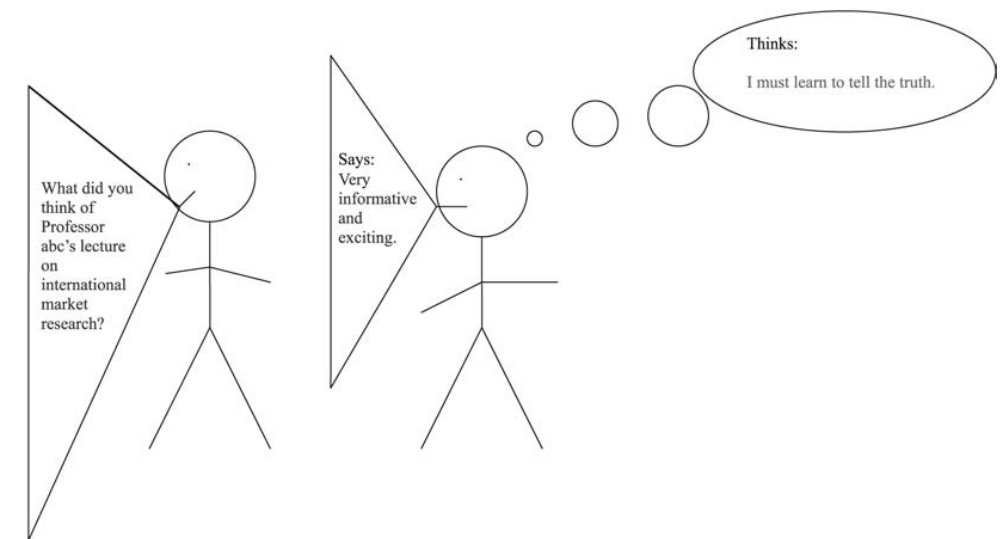 What did you
think of
Professor
abc's lecture
on
international
market
research?
Says:
Very
informative
and
exciting.
Thinks:
I must learn to tell the truth.